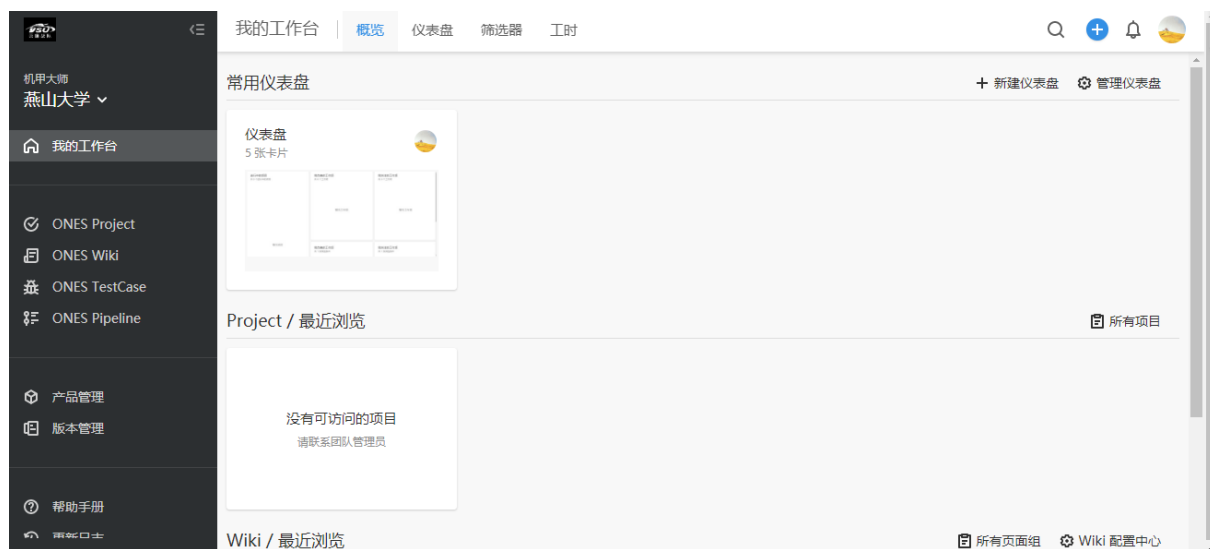 我的工作台 概览 仪表盘 筛选器 工时
机甲大师
燕山大学
我的工作台
ONES Project
ONES Wiki
ONES TestCase
ONES Pipeline
产品管理
版本管理
帮助手册
更新日志
常用仪表盘 新建仪表盘 管理仪表盘
仪表盘
5 张卡片
Project / 最近浏览 所有项目
没有可访问的项目
请联系团队管理员
Wiki / 最近浏览 所有页面组 Wiki 配置中心